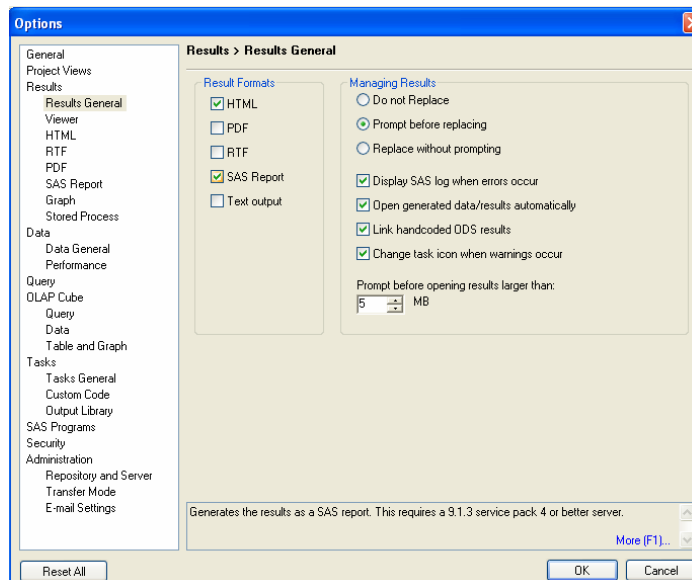 Options
General
Project Views
Results
Results General
Viewer
HTML
RTF
PDF
SAS Report
Graph
Stored Process
Data
Data General
Performance
Query
OLAP Cube
Query
Data
Table and Graph
Tasks
Tasks General
Custom Code
Output Library
SAS Programs
Security
Administration
Repository and Server
Transfer Mode
E-mail Settings
Results > Results General
Result Formats
HTML
PDF
RTF
SAS Report
Text output
Managing Results
Do not Replace
Prompt before replacing
Replace without prompting
Display SAS log when errors occur
Open generated data/results automatically
Link handcoded ODS results
Change task icon when warnings occur
Prompt before opening results larger than:
5 MB
Generates the results as a SAS report. This requires a 9.1.3 service pack 4 or better server.
More (F1)...
Reset All
OK
Cancel